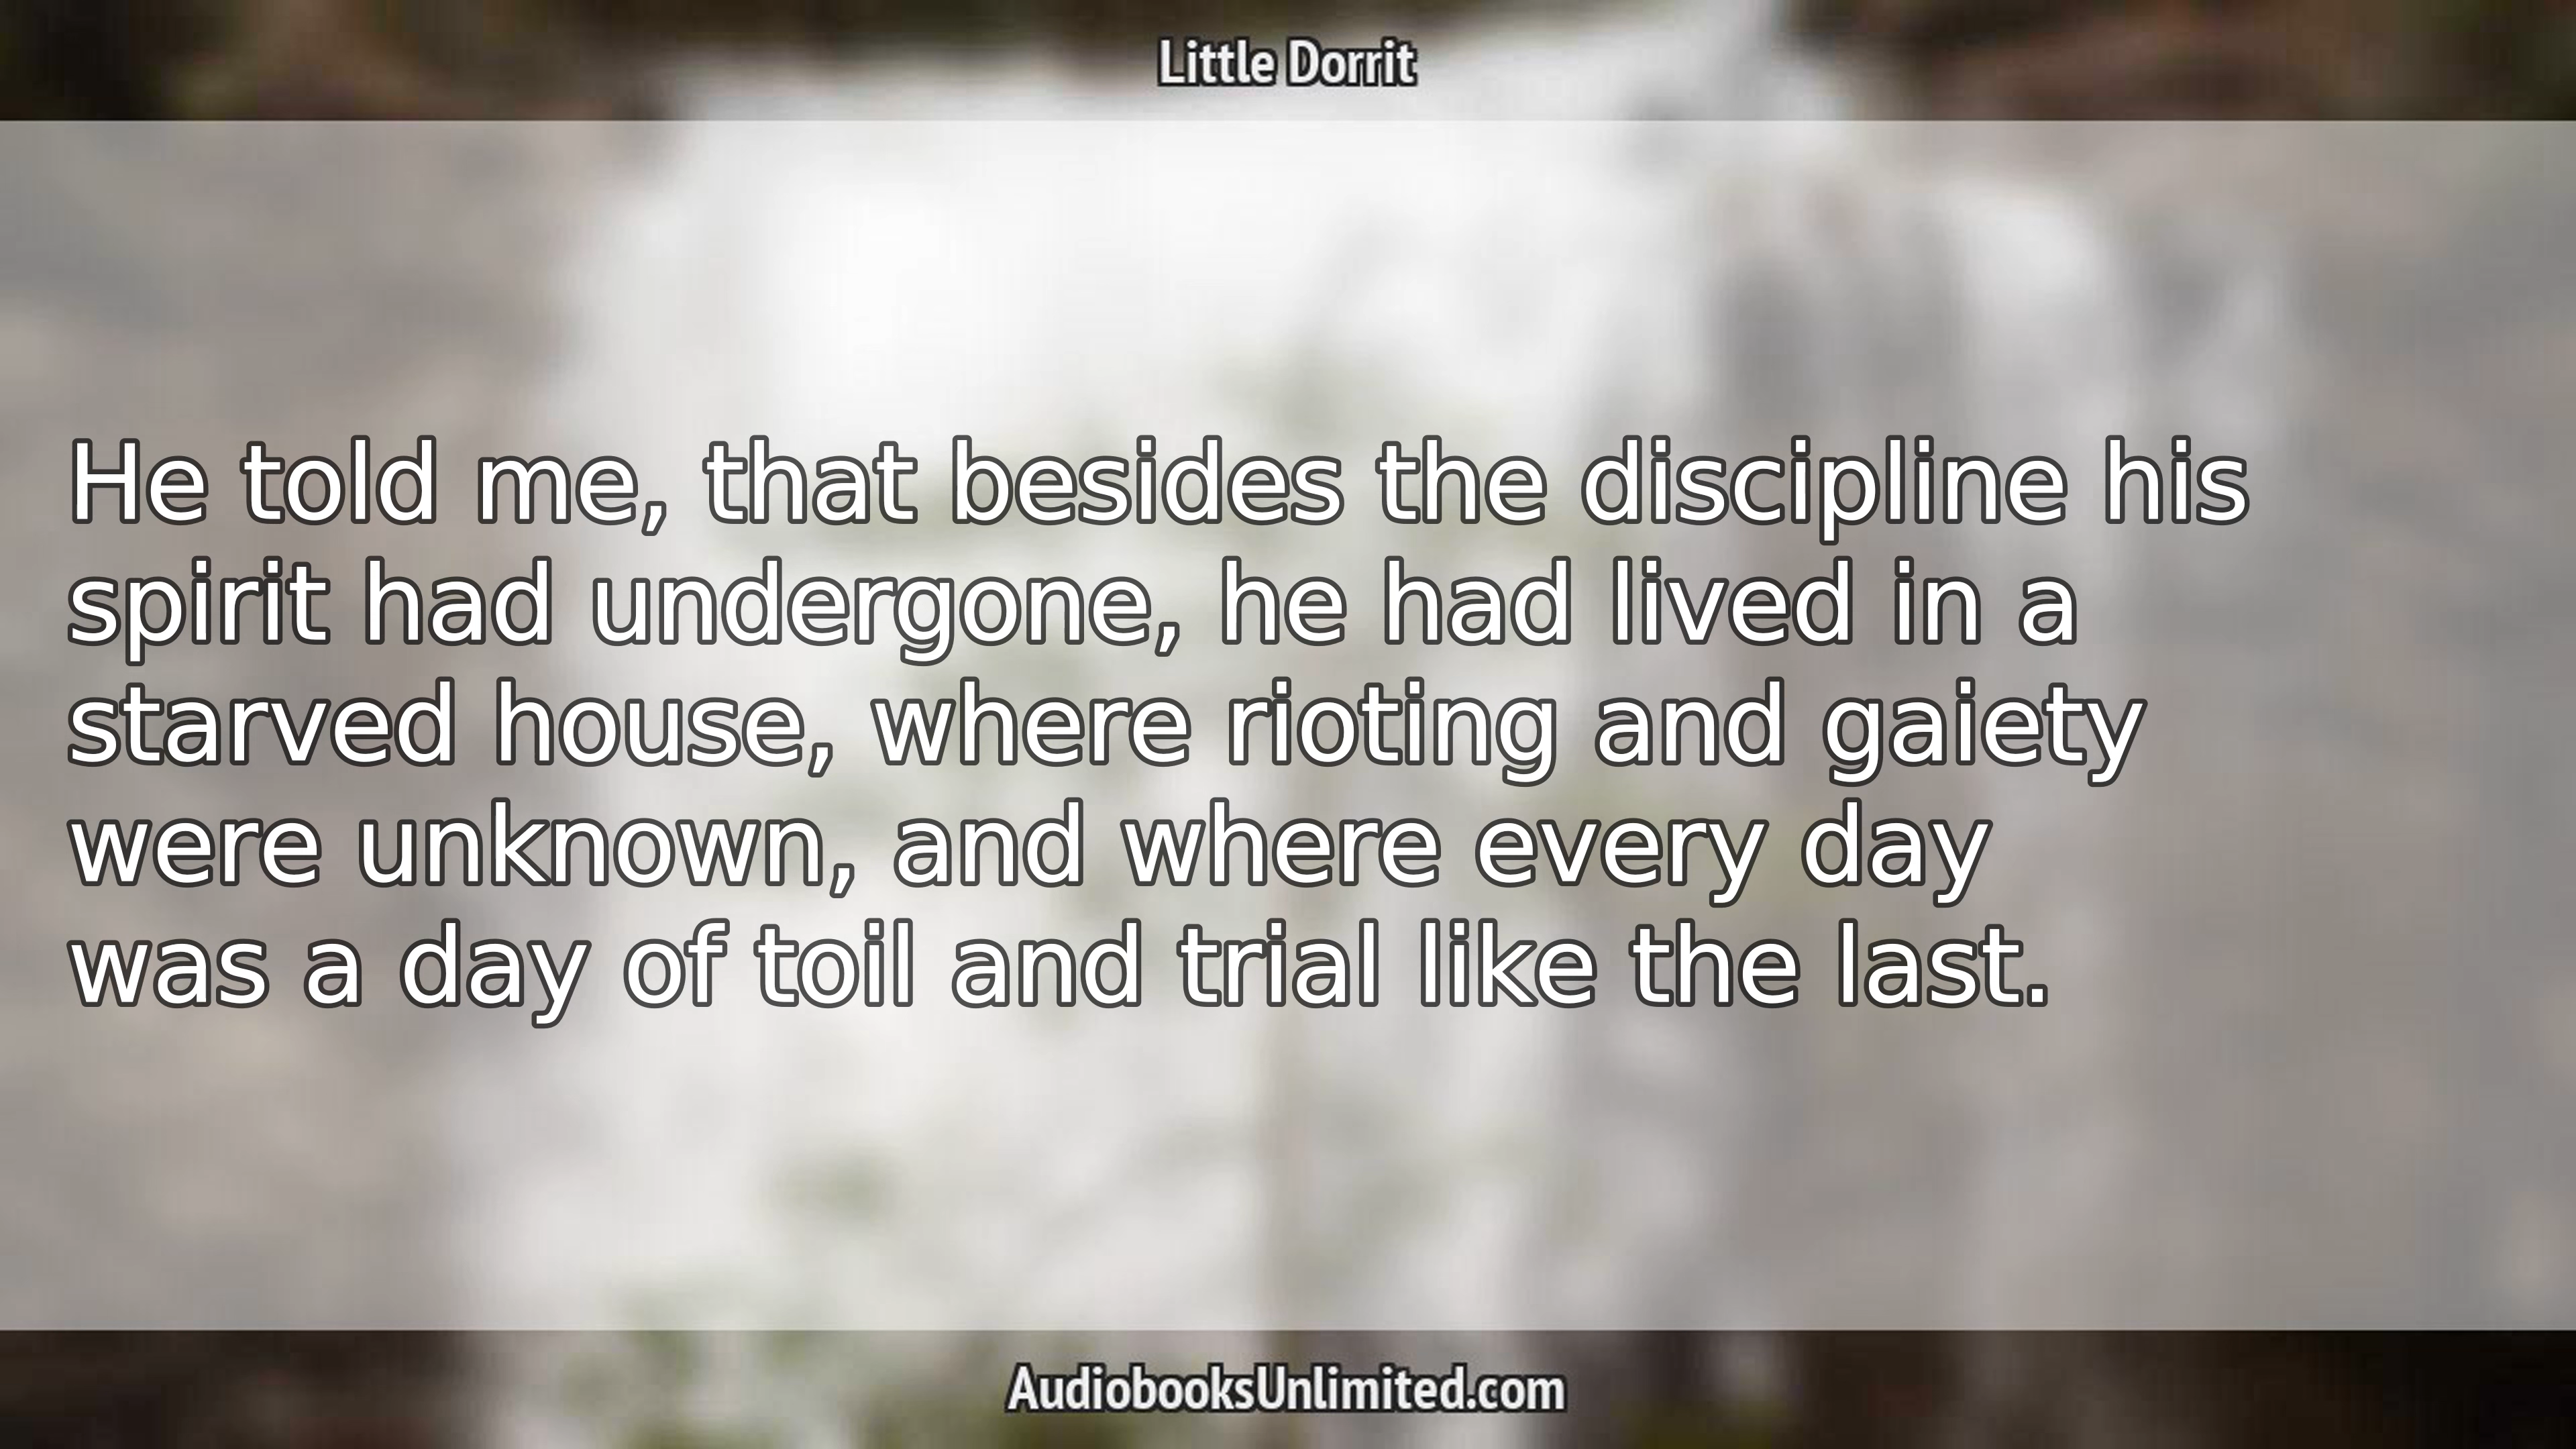 Little Dorrit
He told me, that besides the discipline his
spirit had undergone, he had lived in a
starved house, where rioting and gaiety
were unknown, and where every day
was a day of toil and trial like the last.
AudiobooksUnlimited.com